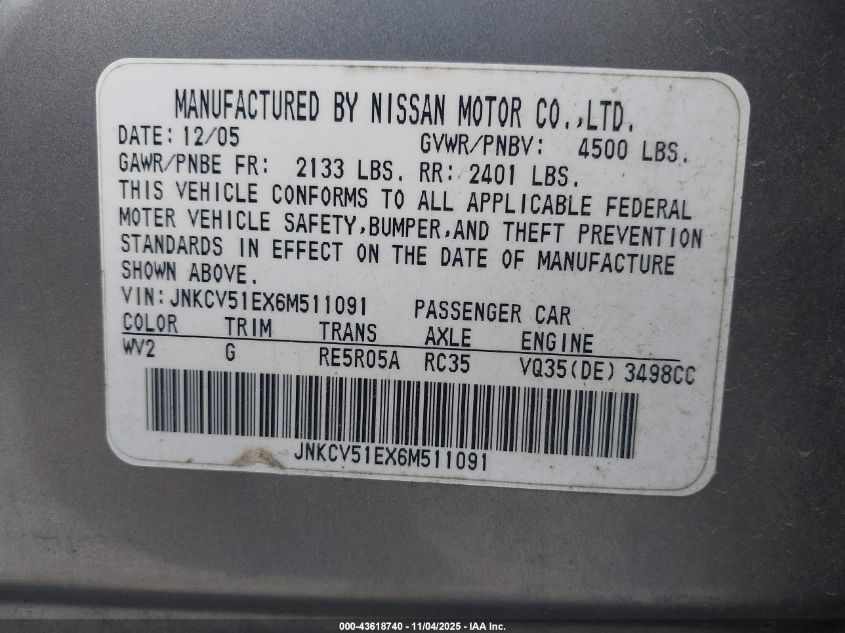 MANUFACTURED BY NISSAN MOTOR CO.,LTD.
DATE: 12/05 GVWR/PNBV: 4500 LBS.
GAWR/PNBE FR: 2133 LBS. RR: 2401 LBS.
THIS VEHICLE CONFORMS TO ALL APPLICABLE FEDERAL
MOTER VEHICLE SAFETY,BUMPER,AND THEFT PREVENTION
STANDARDS IN EFFECT ON THE DATE OF MANUFACTURE
SHOWN ABOVE.
VIN: JNKCV51EX6M511091 PASSENGER CAR
COLOR TRIM TRANS AXLE ENGINE
WV2 G RE5R05A RC35 VQ35(DE) 3498CC
JNKCV51EX6M511091
000-43618740 - 11/04/2025 - IAA Inc.